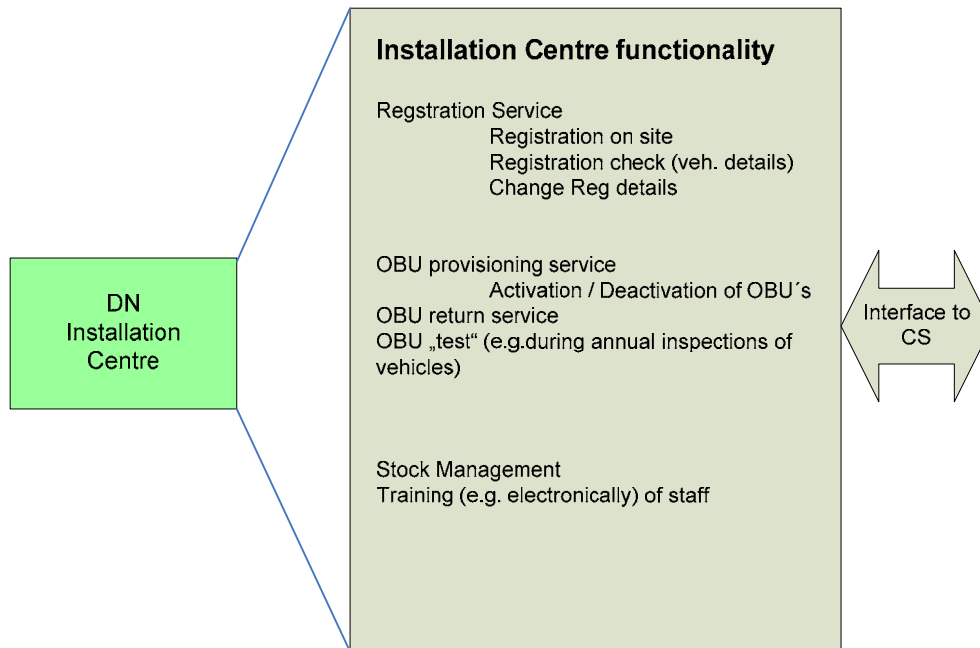 Installation Centre functionality
Regstration Service
Registration on site
Registration check (veh. details)
Change Reg details
OBU provisioning service
Activation / Deactivation of OBU´s
OBU return service
OBU „test“ (e.g.during annual inspections of
vehicles)
Stock Management
Training (e.g. electronically) of staff
DN
Installation
Centre
Interface to
CS